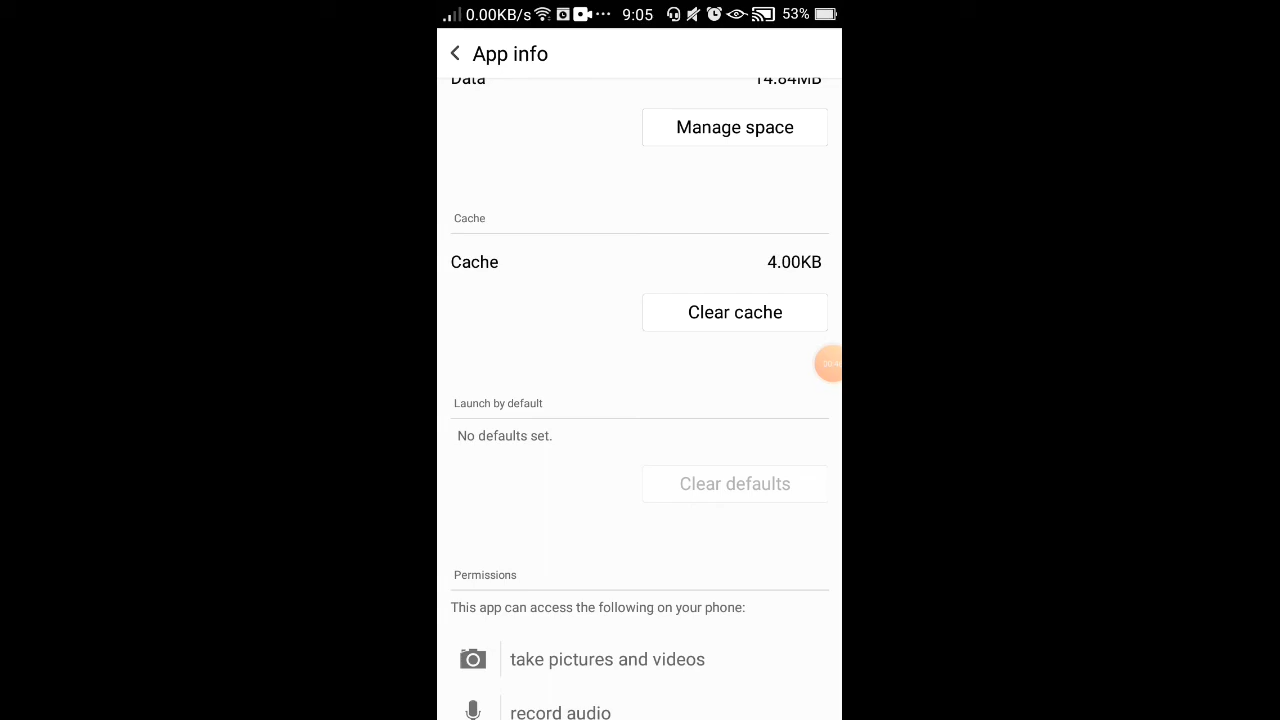 0.00KB/s 9:05 53%
App info
Data 14.84MB
Manage space
Cache
Cache 4.00KB
Clear cache
Launch by default
No defaults set.
Clear defaults
Permissions
This app can access the following on your phone:
take pictures and videos
record audio